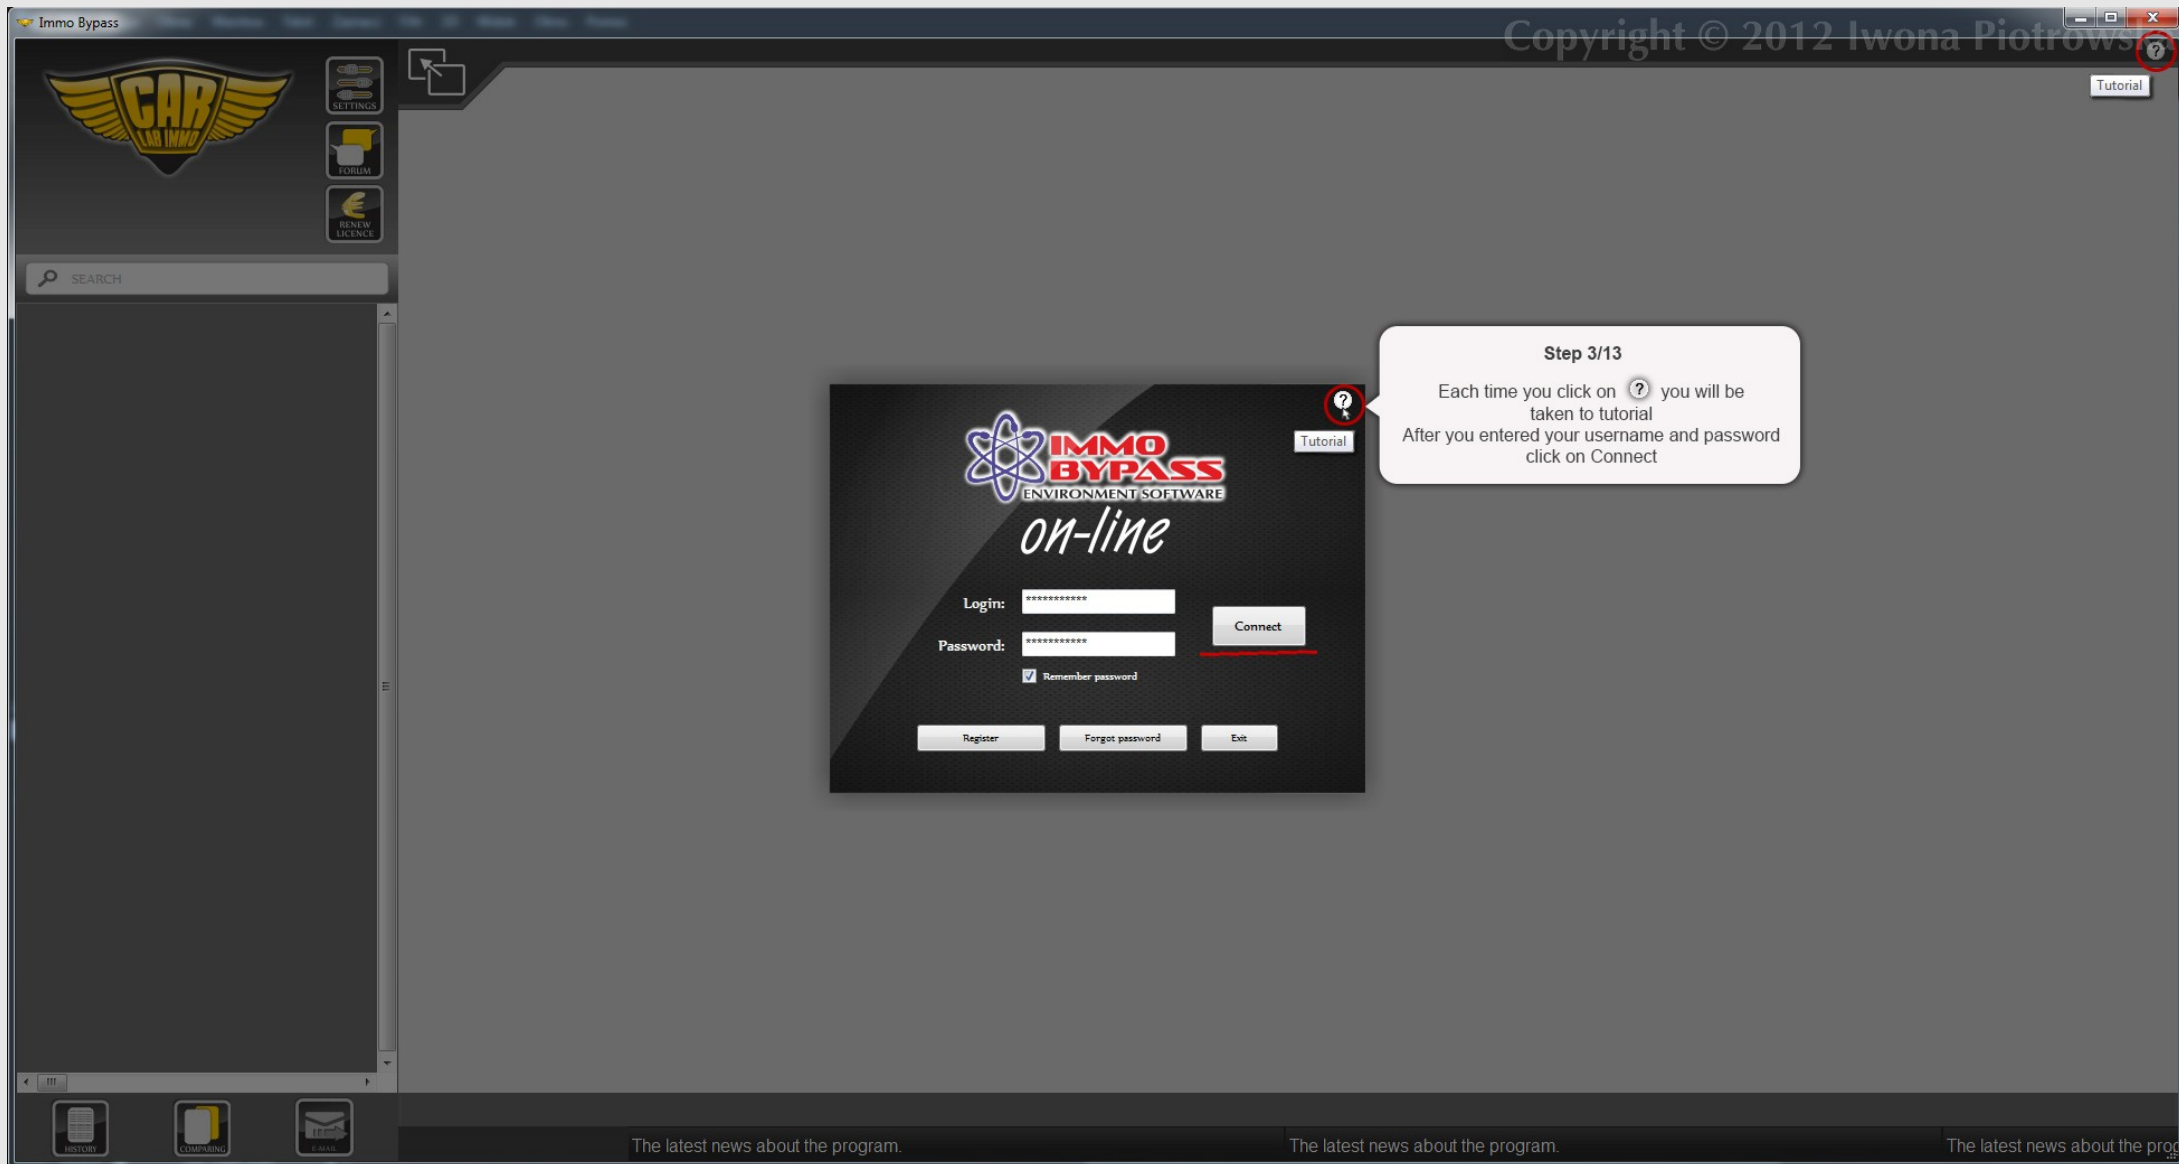 Immo Bypass
Copyright © 2012 Iwona Piotrowska
Tutorial
CAR
LAB IMMO
SETTINGS
FORUM
RENEW
LICENCE
SEARCH
Step 3/13
Each time you click on ? you will be
taken to tutorial
After you entered your username and password
click on Connect
?
Tutorial
IMMO
BYPASS
ENVIRONMENT SOFTWARE
on-line
Login: ***********
Connect
Password: ***********
Remember password
Register Forgot password Exit
HISTORY COMPARING E-MAIL
The latest news about the program. The latest news about the program. The latest news about the prog